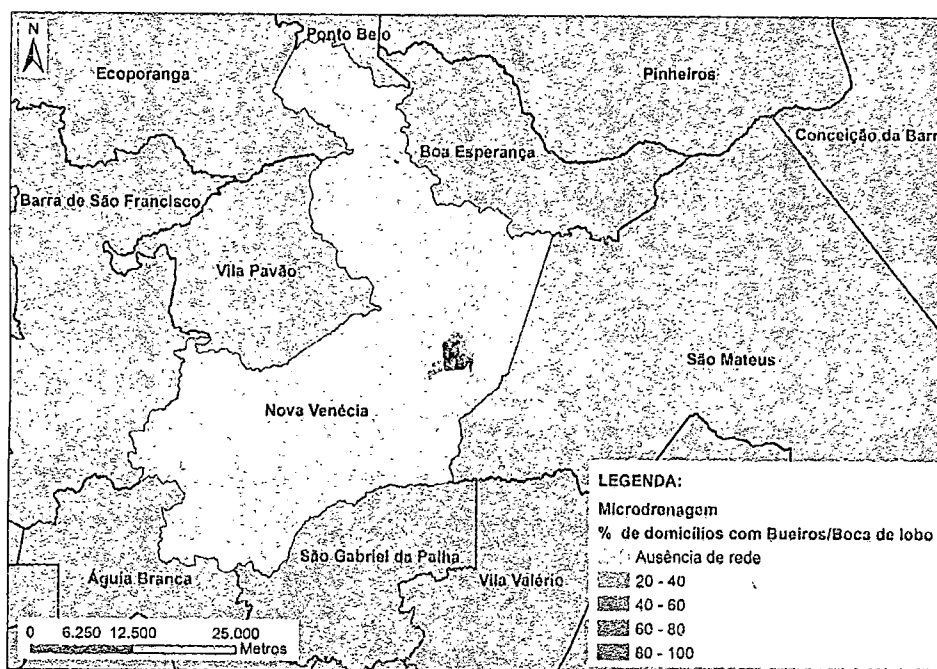 N
Ponto Belo
Ecoporanga
Pinheiros
Conceição da Barr
Boa Esperança
Barra de São Francisco
Vila Pavão
São Mateus
Nova Venécia
LEGENDA:
Microdrenagem
% de domicílios com Bueiros/Boca de lobo
Ausência de rede
20 - 40
40 - 60
60 - 80
80 - 100
São Gabriel da Palha
Águia Branca
Vila Valério
0 6.250 12.500 25.000
Metros